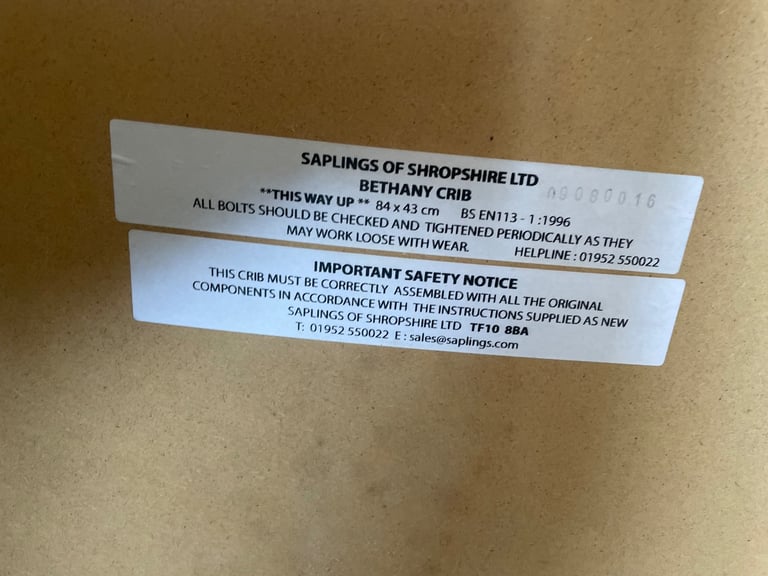 SAPLINGS OF SHROPSHIRE LTD
BETHANY CRIB
09080016
**THIS WAY UP ** 84 x 43 cm BS EN113 - 1 :1996
ALL BOLTS SHOULD BE CHECKED AND TIGHTENED PERIODICALLY AS THEY
MAY WORK LOOSE WITH WEAR. HELPLINE : 01952 550022
IMPORTANT SAFETY NOTICE
THIS CRIB MUST BE CORRECTLY ASSEMBLED WITH ALL THE ORIGINAL
COMPONENTS IN ACCORDANCE WITH THE INSTRUCTIONS SUPPLIED AS NEW
SAPLINGS OF SHROPSHIRE LTD TF10 8BA
T: 01952 550022 E : sales@saplings.com